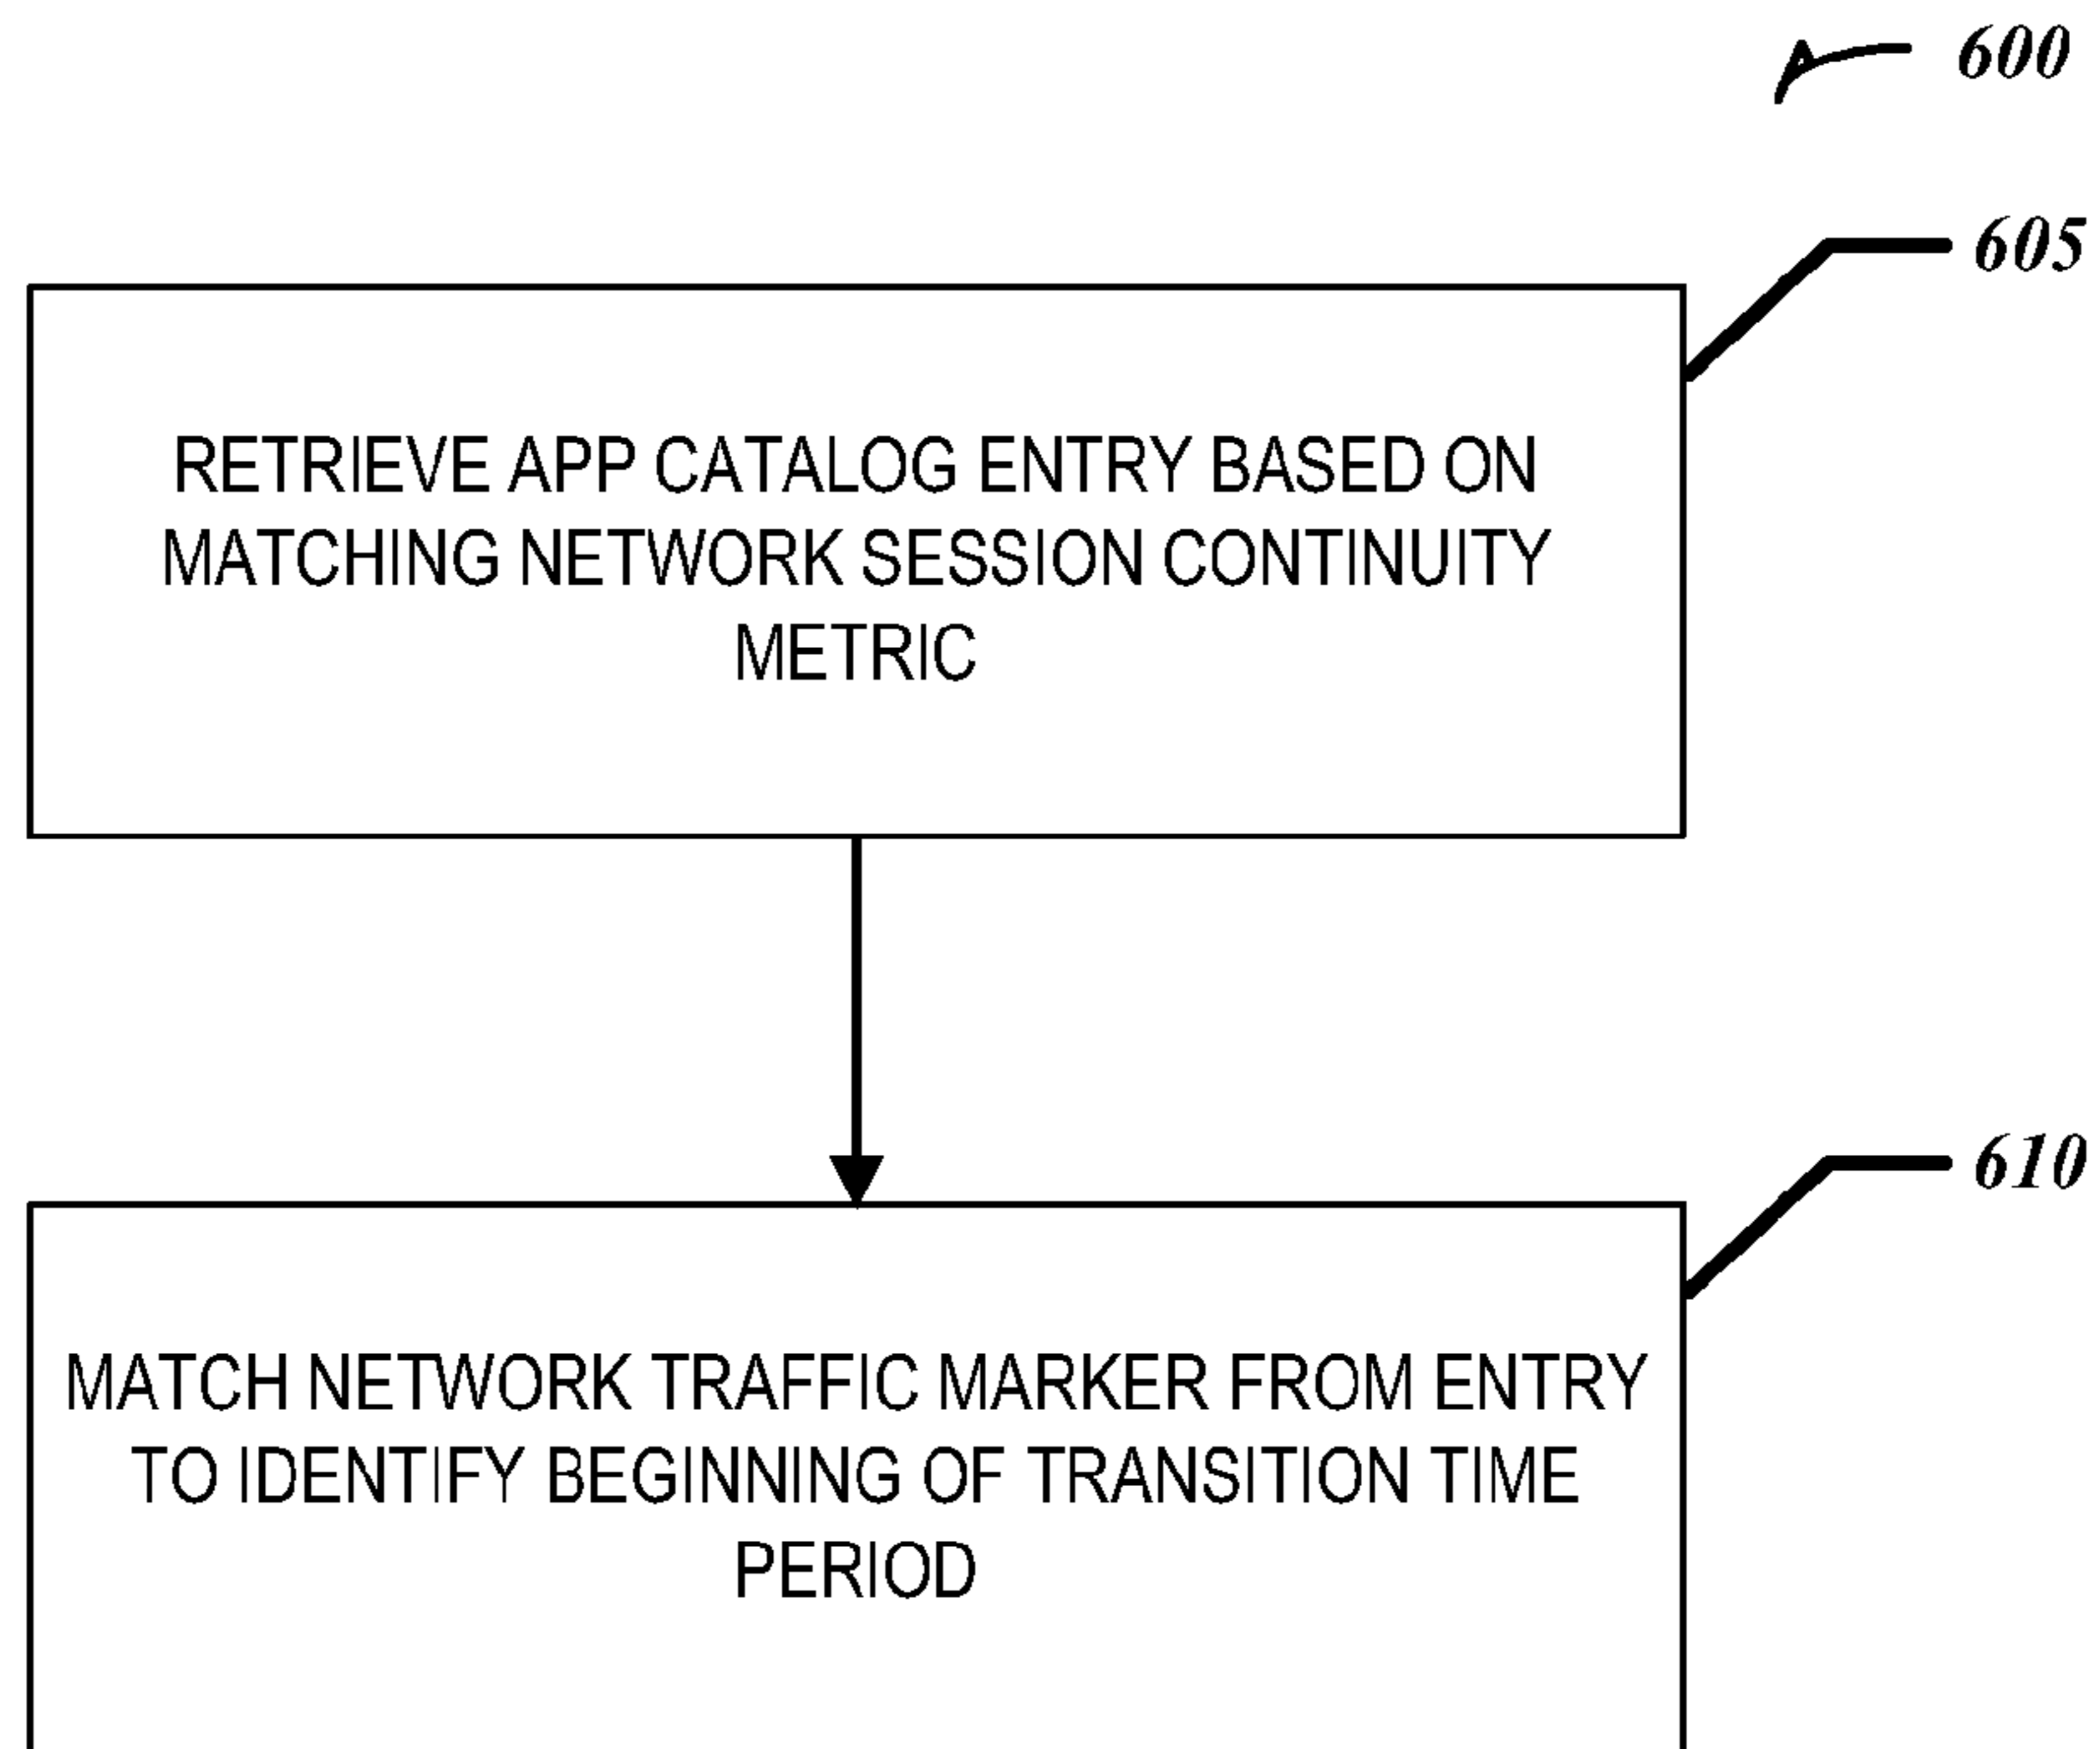 600
605
RETRIEVE APP CATALOG ENTRY BASED ON
MATCHING NETWORK SESSION CONTINUITY
METRIC
610
MATCH NETWORK TRAFFIC MARKER FROM ENTRY
TO IDENTIFY BEGINNING OF TRANSITION TIME
PERIOD